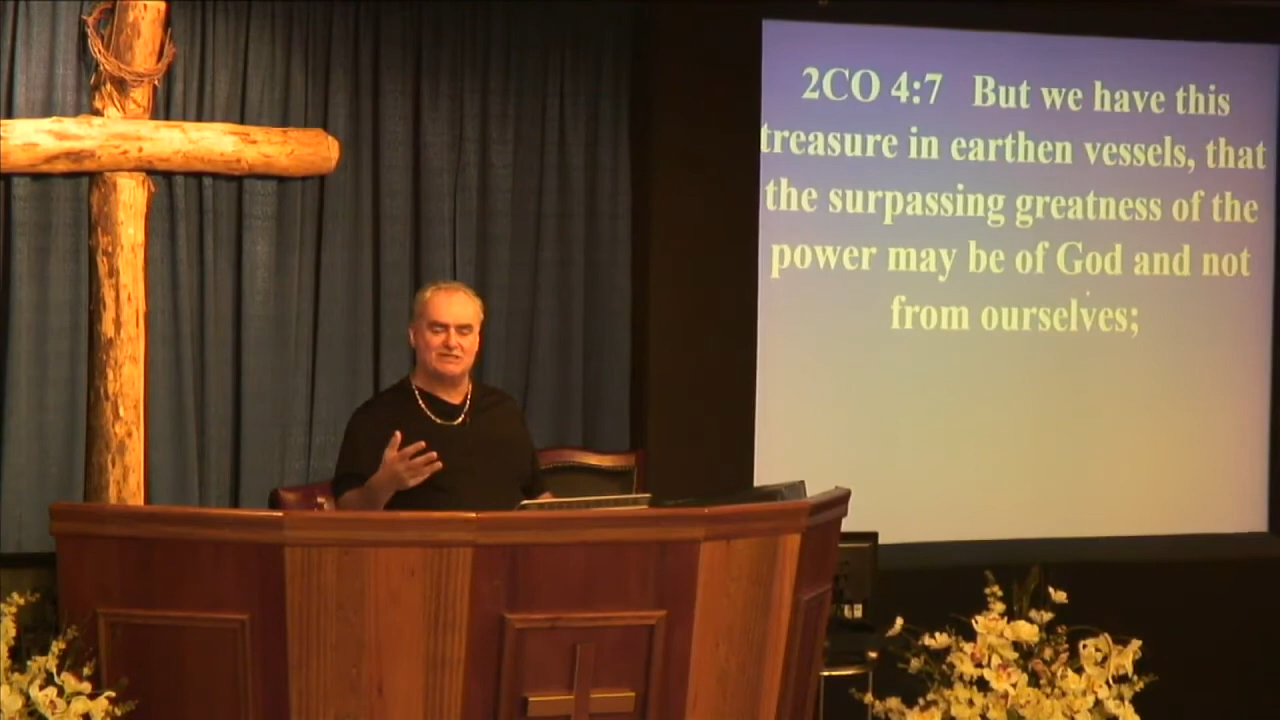 2CO 4:7 But we have this
treasure in earthen vessels, that
the surpassing greatness of the
power may be of God and not
from ourselves;